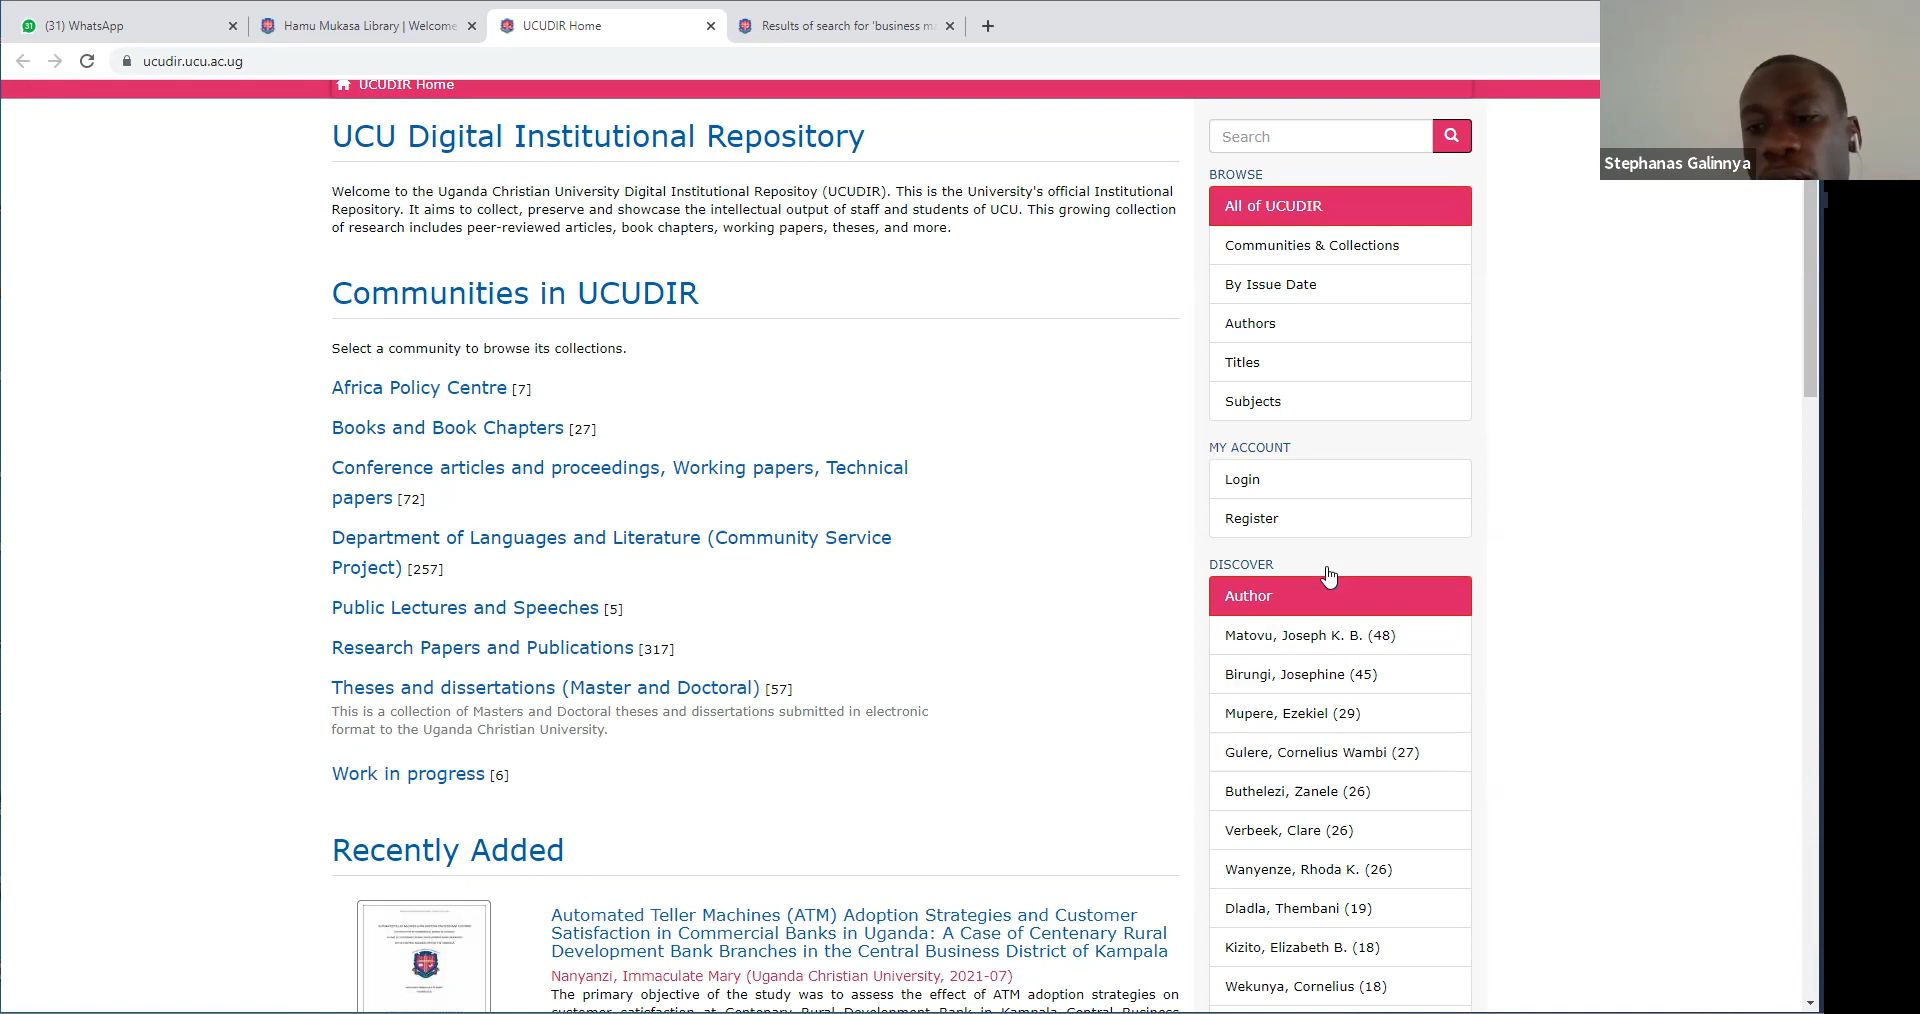 (31) WhatsApp
Hamu Mukasa Library | Welcome
UCUDIR Home
Results of search for 'business ma
ucudir.ucu.ac.ug
UCUDIR Home
Stephanas Galinnya
UCU Digital Institutional Repository
Welcome to the Uganda Christian University Digital Institutional Repositoy (UCUDIR). This is the University's official Institutional
Repository. It aims to collect, preserve and showcase the intellectual output of staff and students of UCU. This growing collection
of research includes peer-reviewed articles, book chapters, working papers, theses, and more.
Communities in UCUDIR
Select a community to browse its collections.
Africa Policy Centre [7]
Books and Book Chapters [27]
Conference articles and proceedings, Working papers, Technical
papers [72]
Department of Languages and Literature (Community Service
Project) [257]
Public Lectures and Speeches [5]
Research Papers and Publications [317]
Theses and dissertations (Master and Doctoral) [57]
This is a collection of Masters and Doctoral theses and dissertations submitted in electronic
format to the Uganda Christian University.
Work in progress [6]
Recently Added
Automated Teller Machines (ATM) Adoption Strategies and Customer
Satisfaction in Commercial Banks in Uganda: A Case of Centenary Rural
Development Bank Branches in the Central Business District of Kampala
Nanyanzi, Immaculate Mary (Uganda Christian University, 2021-07)
The primary objective of the study was to assess the effect of ATM adoption strategies on
customer satisfaction at Centenary Rural Development Bank in Kampala Central Business
Search
BROWSE
All of UCUDIR
Communities & Collections
By Issue Date
Authors
Titles
Subjects
MY ACCOUNT
Login
Register
DISCOVER
Author
Matovu, Joseph K. B. (48)
Birungi, Josephine (45)
Mupere, Ezekiel (29)
Gulere, Cornelius Wambi (27)
Buthelezi, Zanele (26)
Verbeek, Clare (26)
Wanyenze, Rhoda K. (26)
Dladla, Thembani (19)
Kizito, Elizabeth B. (18)
Wekunya, Cornelius (18)